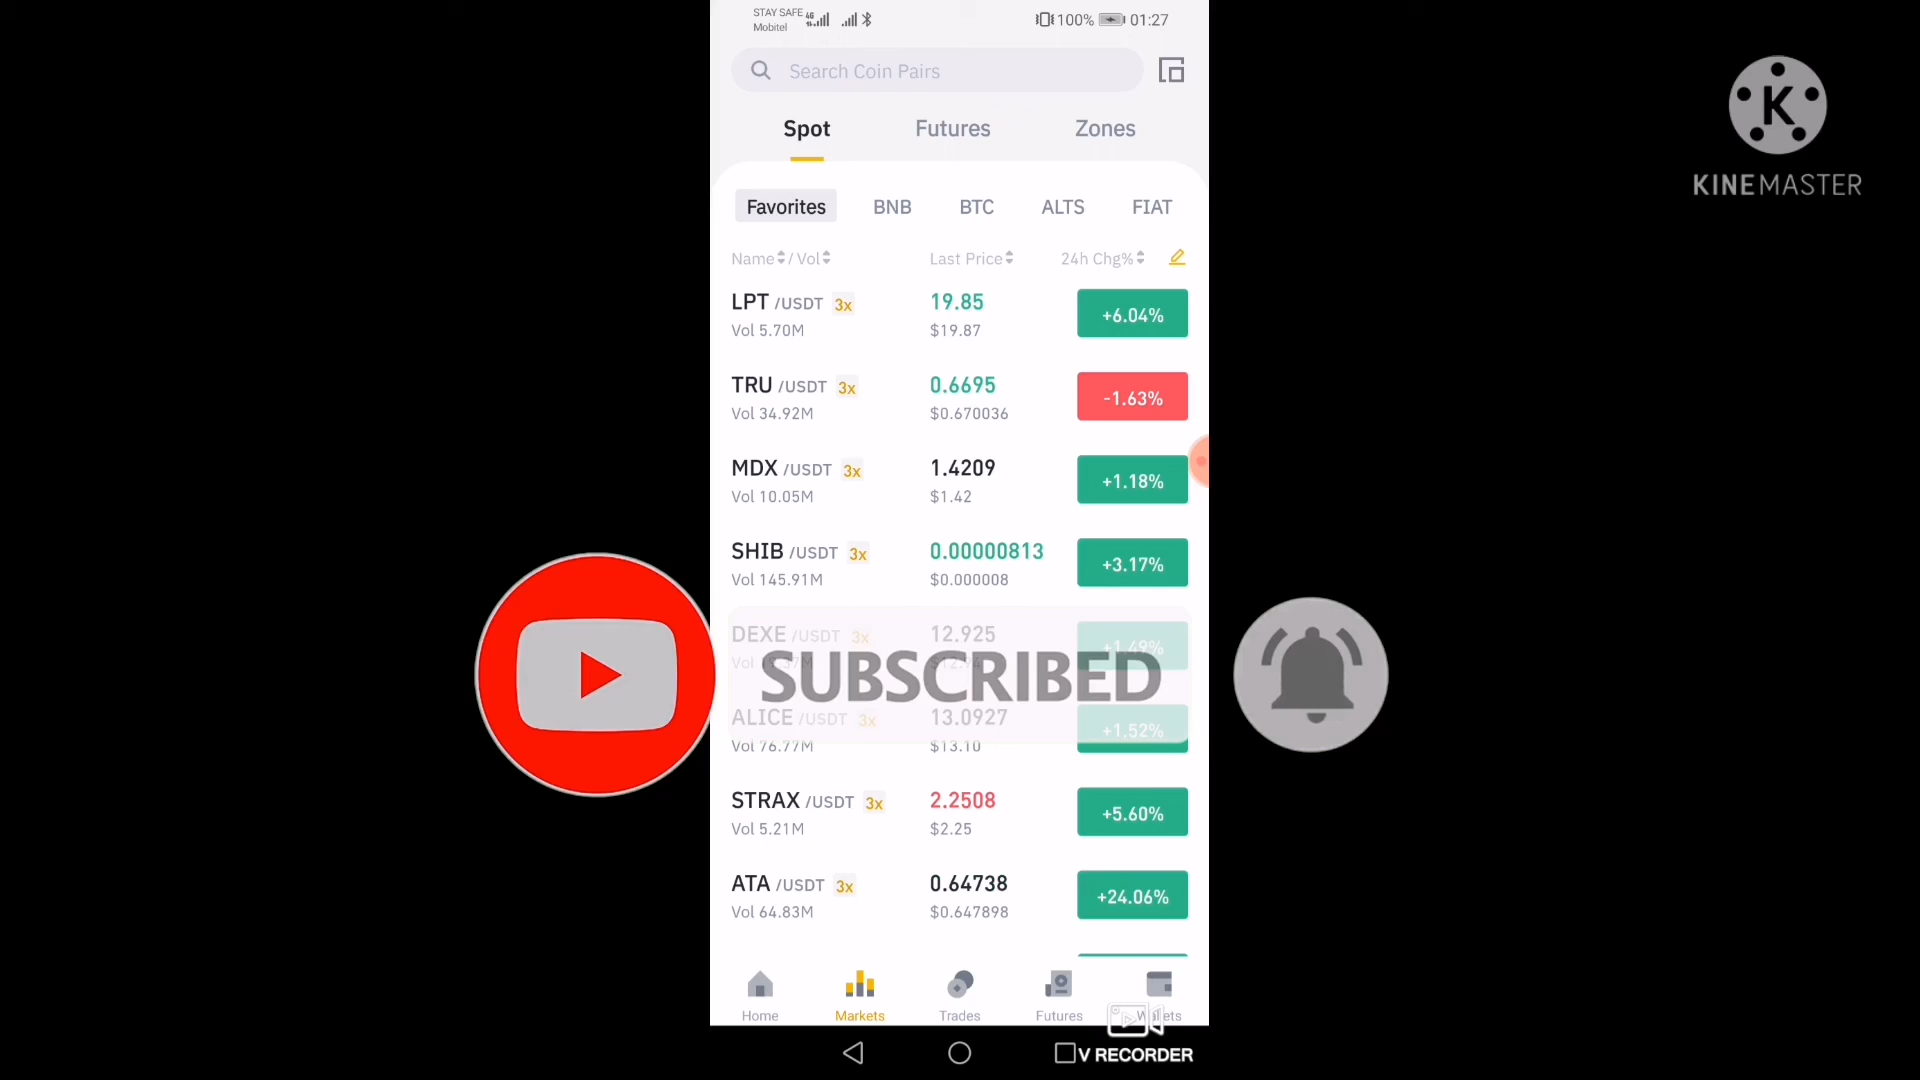 STAY SAFE
Mobitel
4G
100% 01:27
Search Coin Pairs
K
KINEMASTER
Spot Futures Zones
Favorites BNB BTC ALTS FIAT
Name / Vol Last Price 24h Chg%
LPT /USDT 3x 19.85 +6.04%
Vol 5.70M $19.87
TRU /USDT 3x 0.6695 -1.63%
Vol 34.92M $0.670036
MDX /USDT 3x 1.4209 +1.18%
Vol 10.05M $1.42
SHIB /USDT 3x 0.00000813 +3.17%
Vol 145.91M $0.000008
DEXE /USDT 3x 12.925 +1.49%
Vol
SUBSCRIBED
ALICE /USDT 3x 13.0927 +1.52%
Vol 76.77M $13.10
STRAX /USDT 3x 2.2508 +5.60%
Vol 5.21M $2.25
ATA /USDT 3x 0.64738 +24.06%
Vol 64.83M $0.647898
Home Markets Trades Futures Wallets
V RECORDER